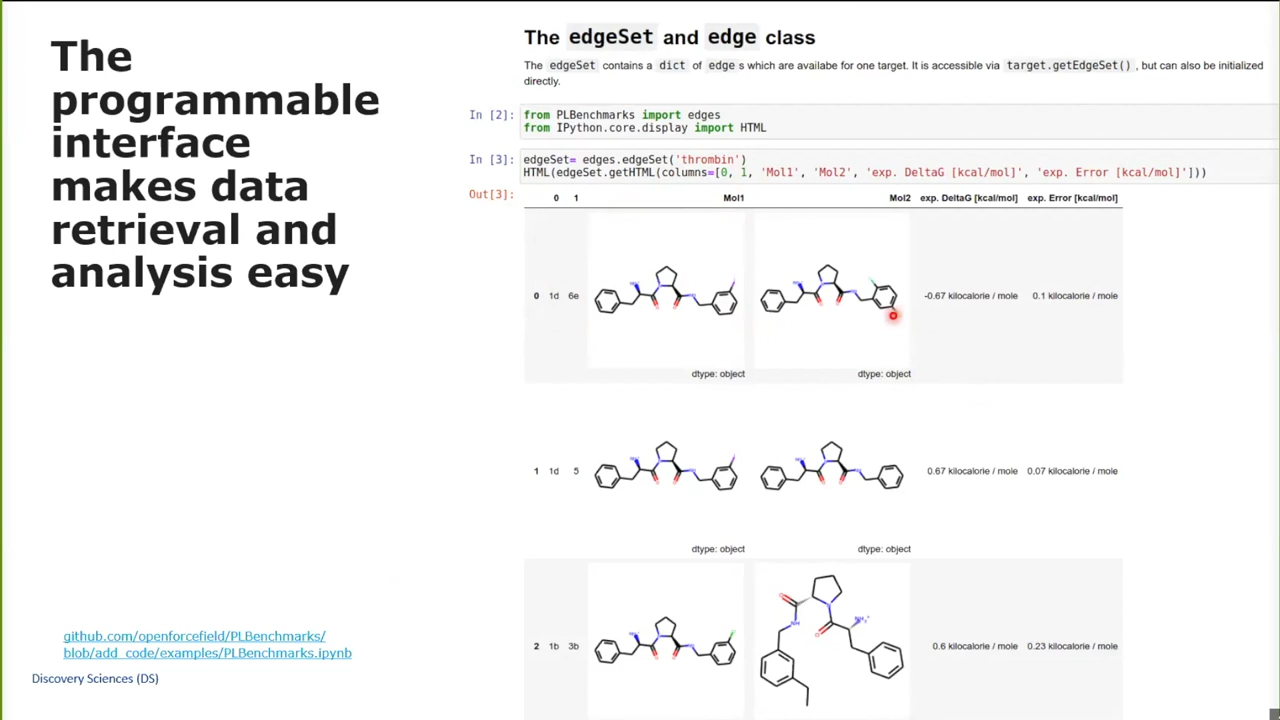 The
programmable
interface
makes data
retrieval and
analysis easy
github.com/openforcefield/PLBenchmarks/
blob/add_code/examples/PLBenchmarks.ipynb
Discovery Sciences (DS)
The edgeSet and edge class
The edgeSet contains a dict of edge s which are availabe for one target. It is accessible via target.getEdgeSet() , but can also be initialized
directly.
In [2]: from PLBenchmarks import edges
from IPython.core.display import HTML
In [3]: edgeSet= edges.edgeSet('thrombin')
HTML(edgeSet.getHTML(columns=[0, 1, 'Mol1', 'Mol2', 'exp. DeltaG [kcal/mol]', 'exp. Error [kcal/mol]']))
Out[3]: 0 1 Mol1 Mol2 exp. DeltaG [kcal/mol] exp. Error [kcal/mol]
0 1d 6e -0.67 kilocalorie / mole 0.1 kilocalorie / mole
dtype: object dtype: object
1 1d 5 0.67 kilocalorie / mole 0.07 kilocalorie / mole
dtype: object dtype: object
2 1b 3b 0.6 kilocalorie / mole 0.23 kilocalorie / mole